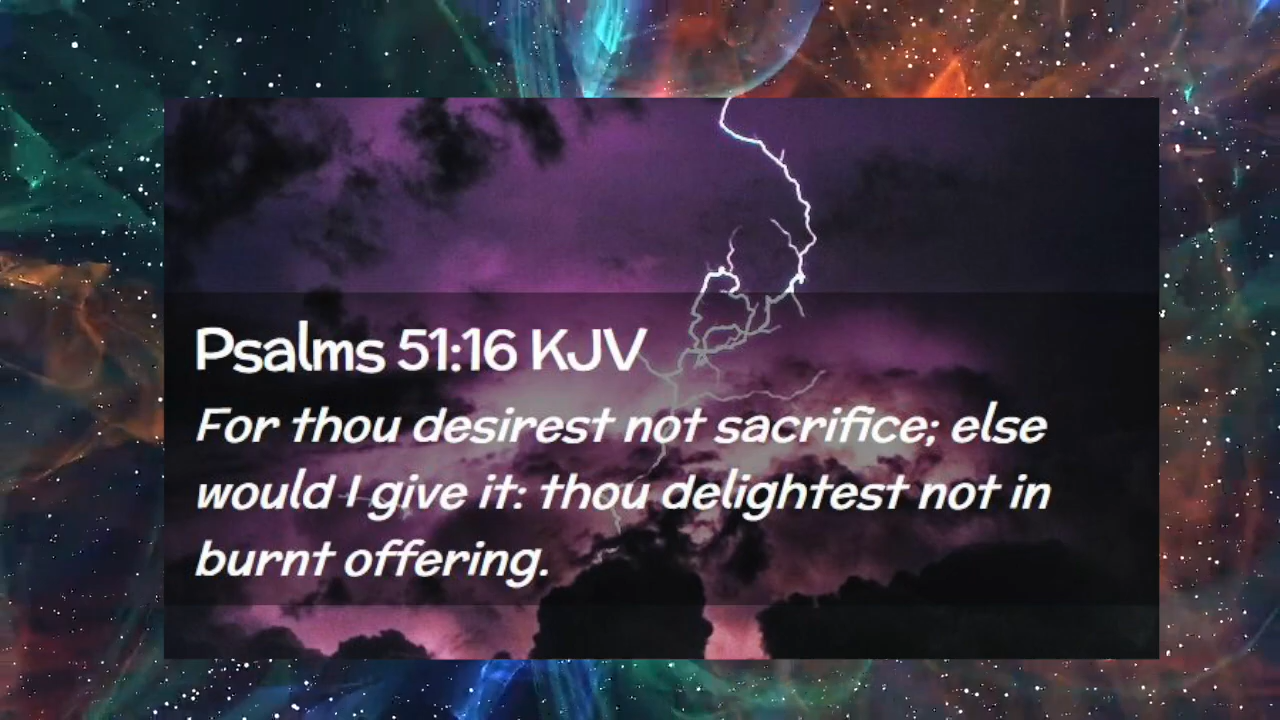 Psalms 51:16 KJV
For thou desirest not sacrifice; else
would I give it: thou delightest not in
burnt offering.